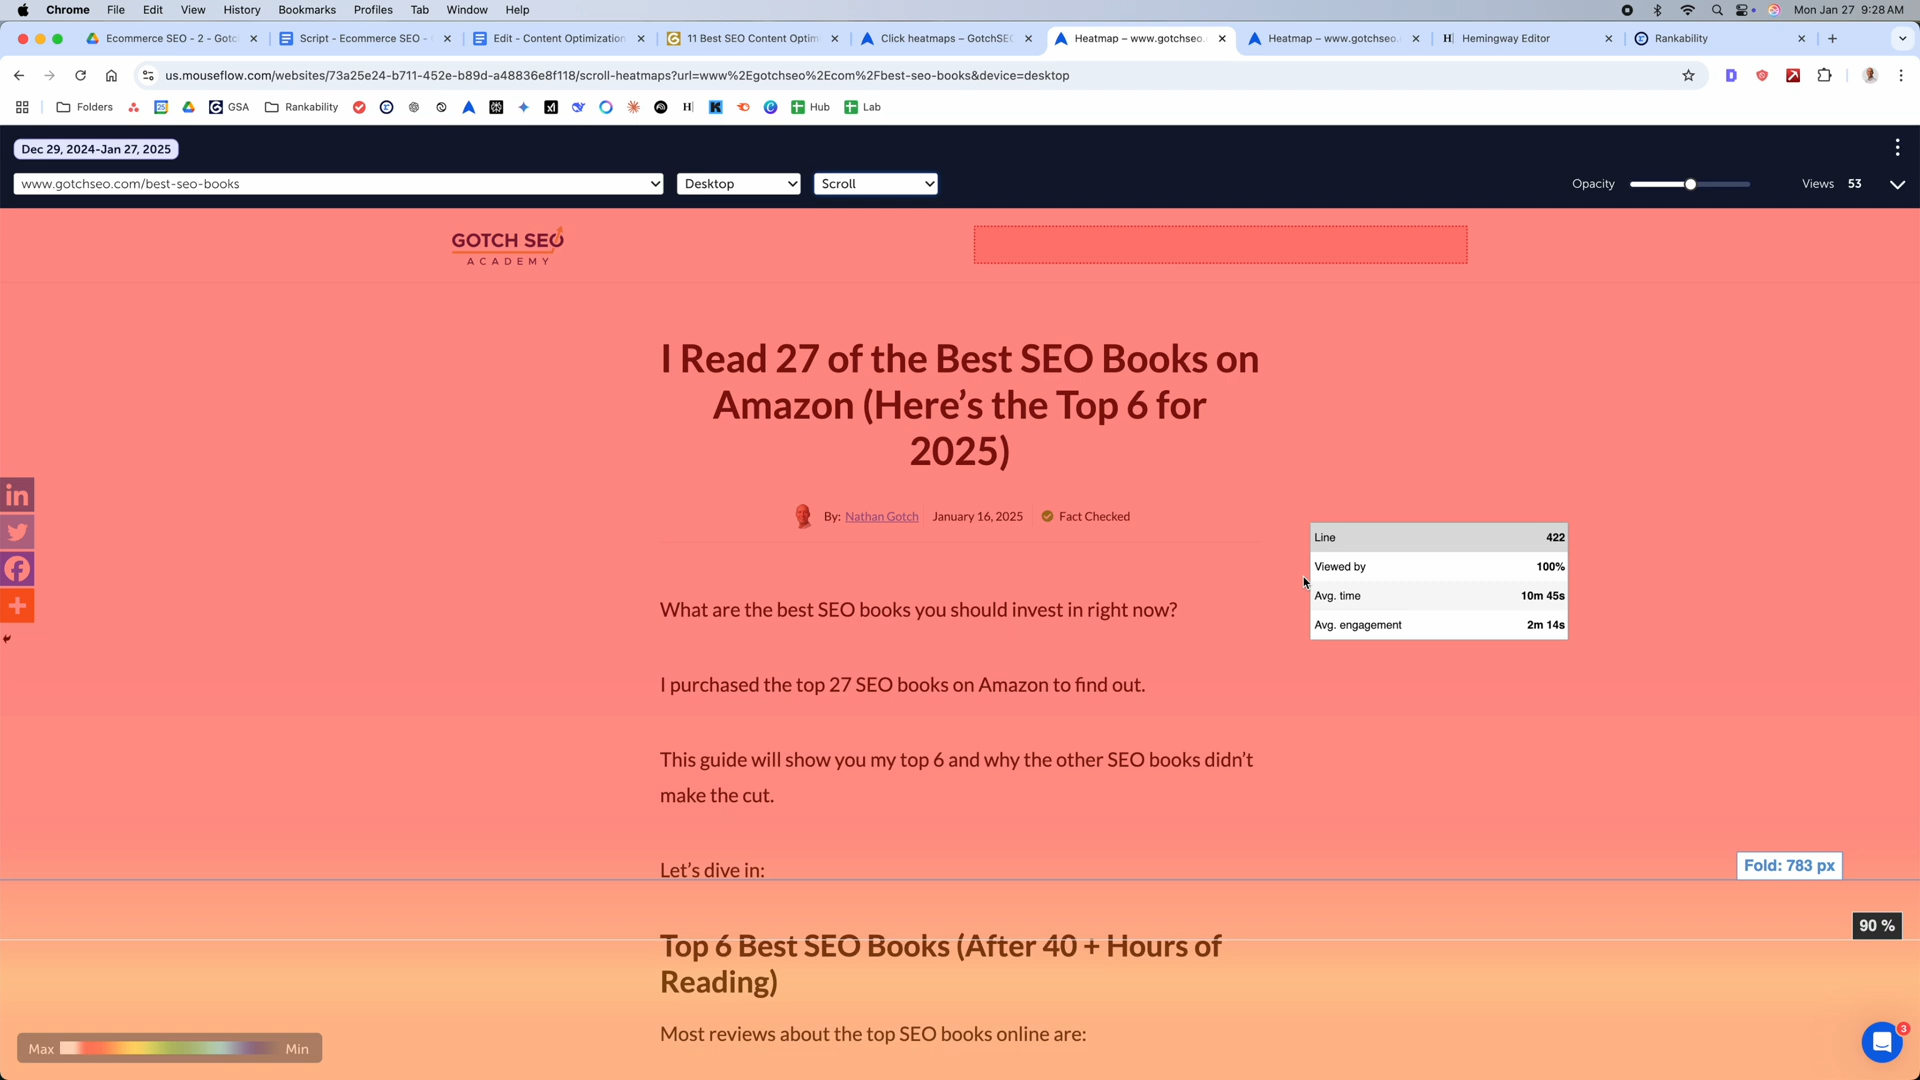 Chrome File Edit View History Bookmarks Profiles Tab Window Help Mon Jan 27 9:28 AM
Ecommerce SEO - 2 - Gotc Script - Ecommerce SEO - Edit - Content Optimization 11 Best SEO Content Optim Click heatmaps – GotchSEO Heatmap – www.gotchseo. Heatmap – www.gotchseo. Hemingway Editor Rankability
us.mouseflow.com/websites/73a25e24-b711-452e-b89d-a48836e8f118/scroll-heatmaps?url=www%2Egotchseo%2Ecom%2Fbest-seo-books&device=desktop
Folders GSA Rankability Hub Lab
Dec 29, 2024-Jan 27, 2025
www.gotchseo.com/best-seo-books Desktop Scroll Opacity Views 53
GOTCH SEO
ACADEMY
I Read 27 of the Best SEO Books on
Amazon (Here’s the Top 6 for
2025)
By: Nathan Gotch January 16, 2025 Fact Checked
Line 422
Viewed by 100%
Avg. time 10m 45s
Avg. engagement 2m 14s
What are the best SEO books you should invest in right now?
I purchased the top 27 SEO books on Amazon to find out.
This guide will show you my top 6 and why the other SEO books didn’t
make the cut.
Let’s dive in:
Fold: 783 px
90 %
Top 6 Best SEO Books (After 40 + Hours of
Reading)
Most reviews about the top SEO books online are:
Max Min
3